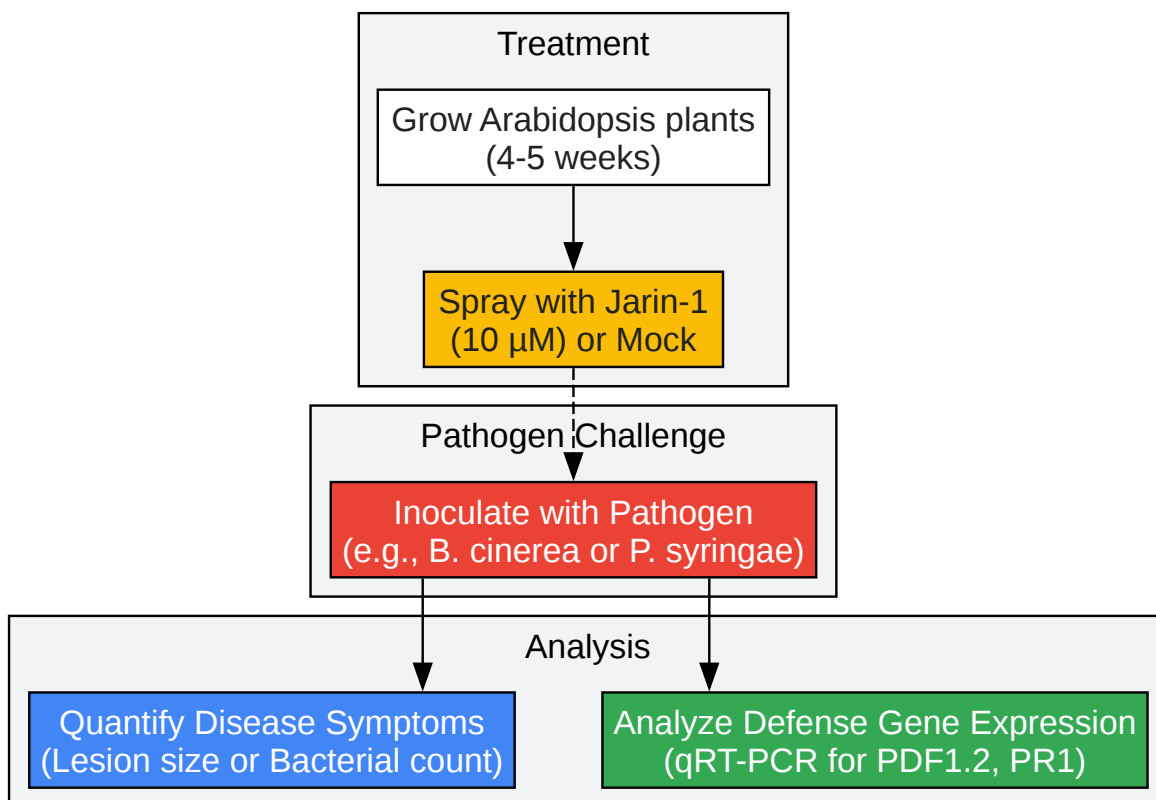 Treatment
Grow Arabidopsis plants
(4-5 weeks)
Spray with Jarin-1
(10 µM) or Mock
Pathogen Challenge
Inoculate with Pathogen
(e.g., B. cinerea or P. syringae)
Analysis
Quantify Disease Symptoms
(Lesion size or Bacterial count)
Analyze Defense Gene Expression
(qRT-PCR for PDF1.2, PR1)